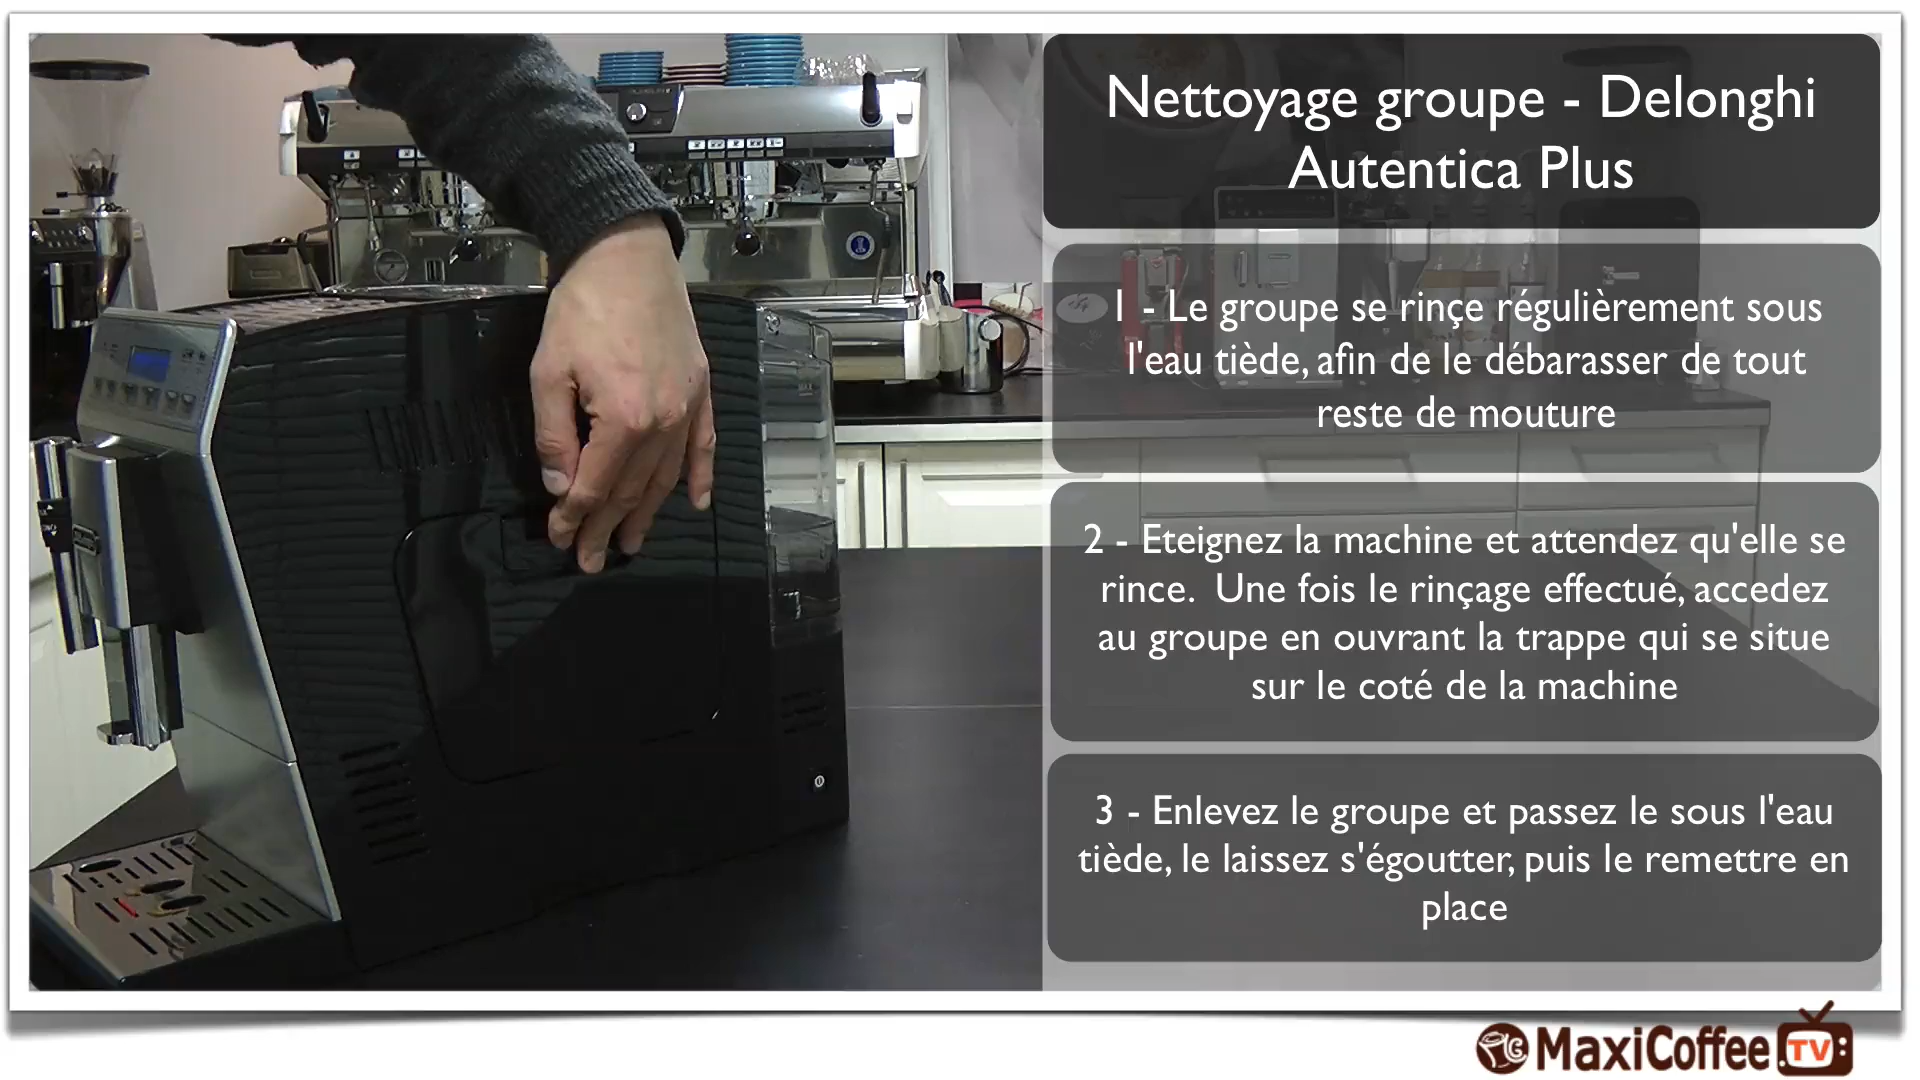 Nettoyage groupe - Delonghi
Autentica Plus
1 - Le groupe se rinçe régulièrement sous
l'eau tiède, afin de le débarasser de tout
reste de mouture
2 - Eteignez la machine et attendez qu'elle se
rince.  Une fois le rinçage effectué, accedez
au groupe en ouvrant la trappe qui se situe
sur le coté de la machine
3 - Enlevez le groupe et passez le sous l'eau
tiède, le laissez s'égoutter, puis le remettre en
place
MAX
MaxiCoffee TV